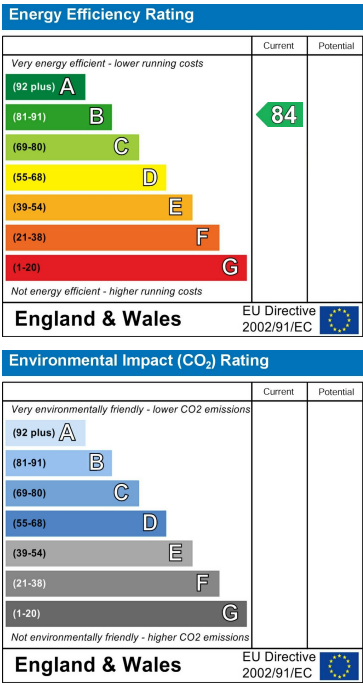 Energy Efficiency Rating
Current Potential
Very energy efficient - lower running costs
(92 plus) A
(81-91) B
84
(69-80) C
(55-68) D
(39-54) E
(21-38) F
(1-20) G
Not energy efficient - higher running costs
England & Wales
EU Directive
2002/91/EC
Environmental Impact (CO₂) Rating
Current Potential
Very environmentally friendly - lower CO2 emissions
(92 plus) A
(81-91) B
(69-80) C
(55-68) D
(39-54) E
(21-38) F
(1-20) G
Not environmentally friendly - higher CO2 emissions
England & Wales
EU Directive
2002/91/EC